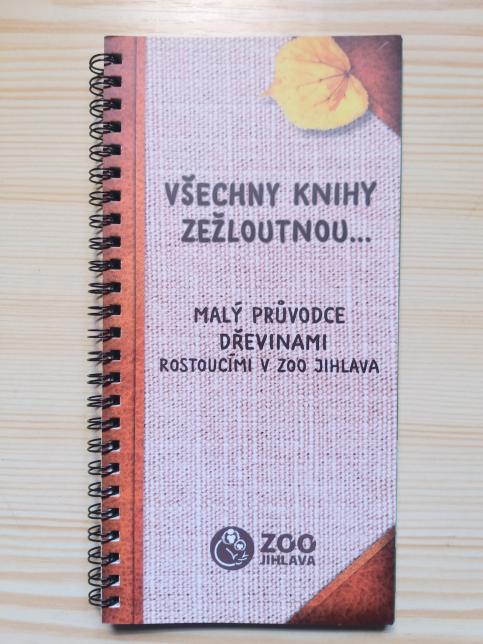 VŠECHNY KNIHY
ZEŽLOUTNOU...
MALÝ PRŮVODCE
DŘEVINAMI
ROSTOUCÍMI V ZOO JIHLAVA
ZOO
JIHLAVA